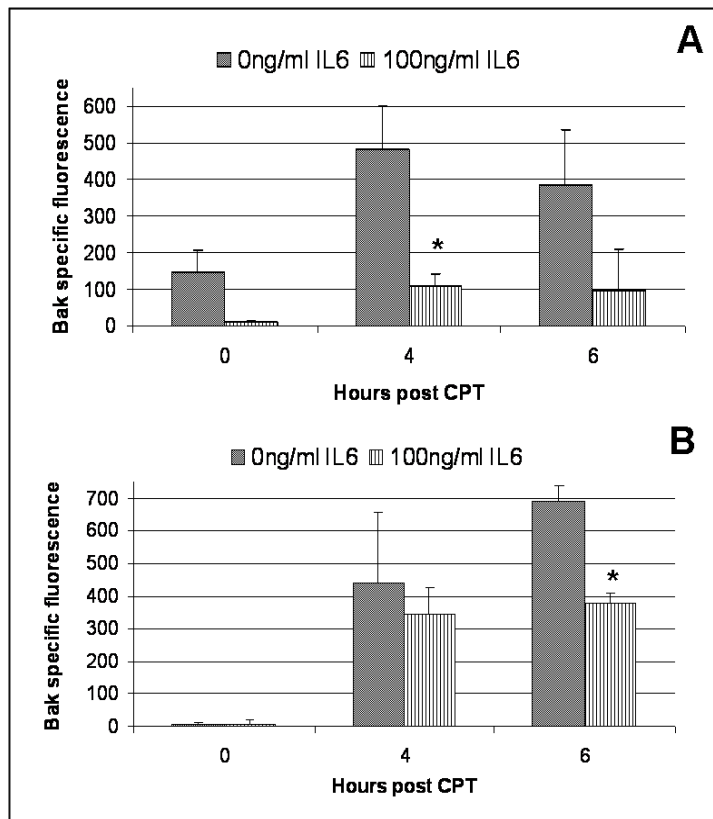 A
0ng/ml IL6 100ng/ml IL6
Bak specific fluorescence
600
500
400
300
200
100
0
*
0 4 6
Hours post CPT
B
0ng/ml IL6 100ng/ml IL6
Bak specific fluorescence
700
600
500
400
300
200
100
0
*
0 4 6
Hours post CPT